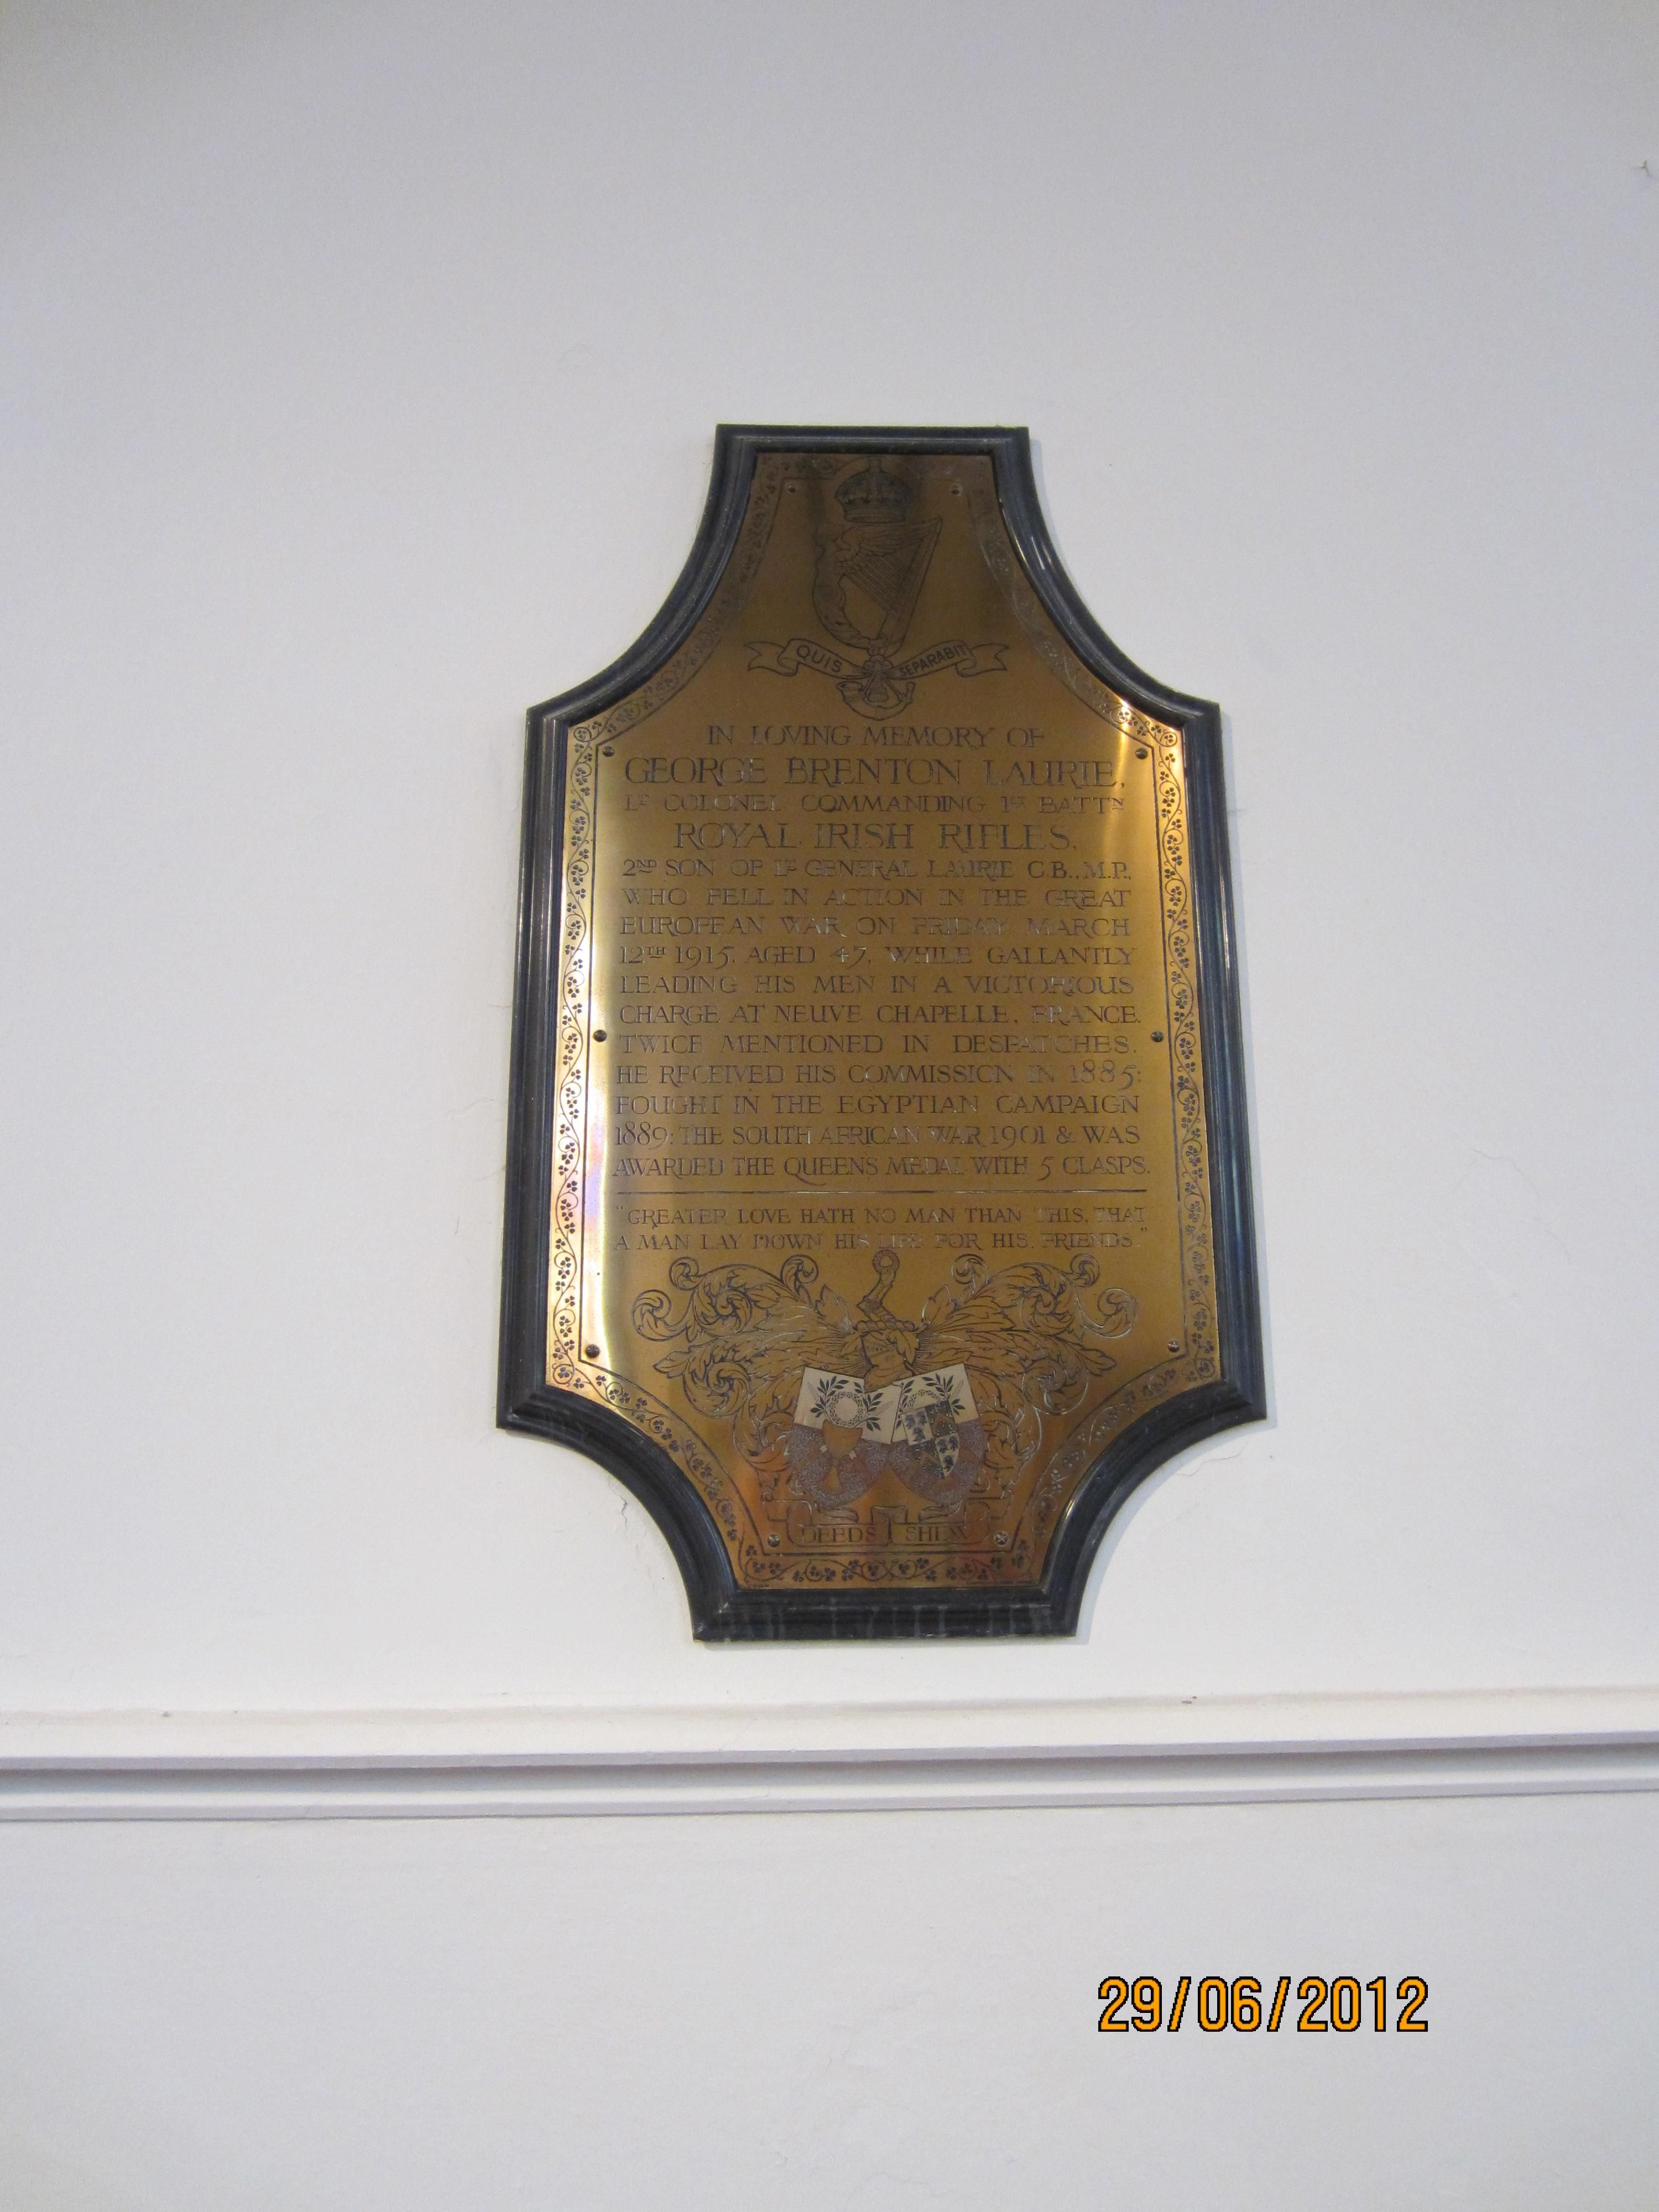 QUIS SEPARABIT
IN LOVING MEMORY OF
GEORGE BRENTON LAURIE,
LT COLONEL COMMANDING 1ST BATTN
ROYAL IRISH RIFLES.
2ND SON OF LT GENERAL LAURIE C.B., M.P.,
WHO FELL IN ACTION IN THE GREAT
EUROPEAN WAR ON FRIDAY MARCH
12TH 1915, AGED 47, WHILE GALLANTLY
LEADING HIS MEN IN A VICTORIOUS
CHARGE AT NEUVE CHAPELLE, FRANCE.
TWICE MENTIONED IN DESPATCHES.
HE RECEIVED HIS COMMISSION IN 1885:
FOUGHT IN THE EGYPTIAN CAMPAIGN
1889: THE SOUTH AFRICAN WAR 1901 & WAS
AWARDED THE QUEENS MEDAL WITH 5 CLASPS.
"GREATER LOVE HATH NO MAN THAN THIS, THAT
A MAN LAY DOWN HIS LIFE FOR HIS FRIENDS."
DEEDS SHEW
29/06/2012